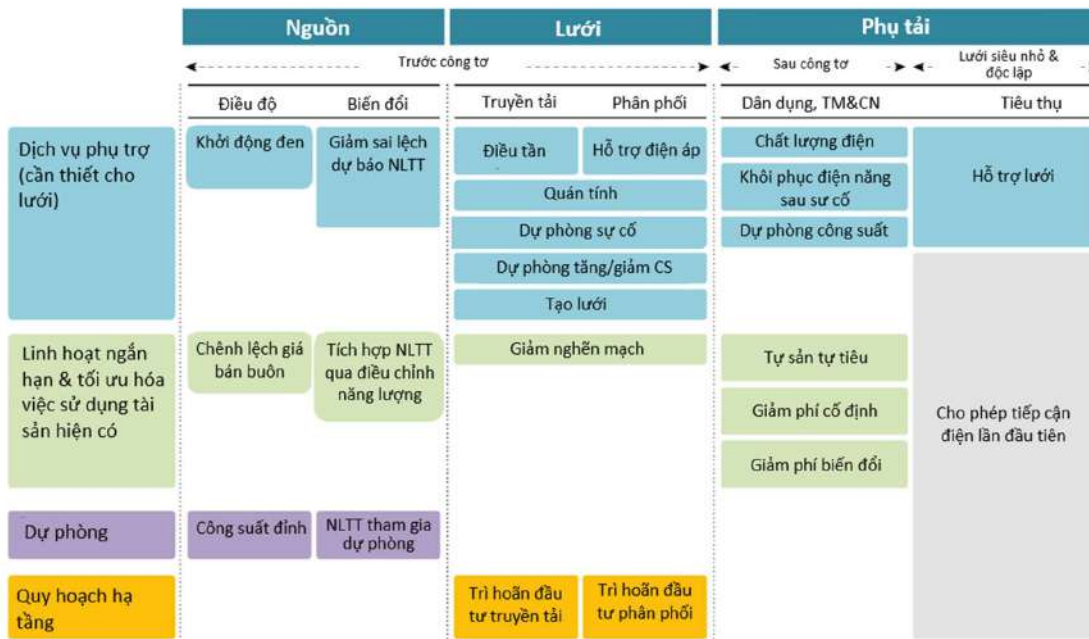 Nguồn
Lưới
Phụ tải
Trước công tơ
Sau công tơ
Lưới siêu nhỏ &
độc lập
Điều độ
Biến đổi
Truyền tải
Phân phối
Dân dụng, TM&CN
Tiêu thụ
Dịch vụ phụ trợ
(cần thiết cho
lưới)
Khởi động đen
Giảm sai lệch
dự báo NLTT
Điều tần
Hỗ trợ điện áp
Quán tính
Dự phòng sự cố
Dự phòng tăng/giảm CS
Tạo lưới
Chất lượng điện
Khôi phục điện năng
sau sư cố
Dự phòng công suất
Hỗ trợ lưới
Linh hoạt ngắn
hạn & tối ưu hóa
việc sử dụng tài
sản hiện có
Chênh lệch giá
bán buôn
Tích hợp NLTT
qua điều chỉnh
năng lượng
Giảm nghẽn mạch
Tự sản tự tiêu
Giảm phí cố định
Giảm phí biến đổi
Cho phép tiếp cận
điện lần đầu tiên
Dự phòng
Công suất đỉnh
NLTT tham gia
dự phòng
Quy hoạch hạ
tầng
Trì hoãn đầu
tư truyền tải
Trì hoãn đầu
tư phân phối